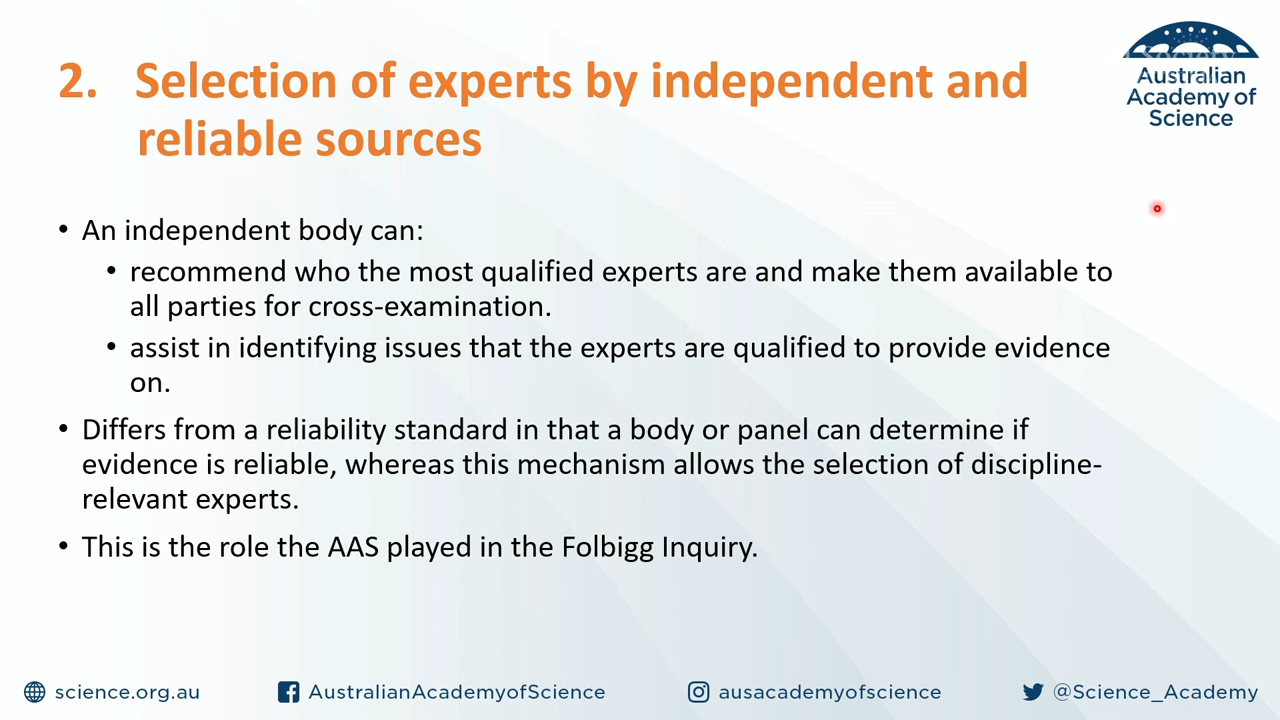 2. Selection of experts by independent and
reliable sources
Australian
Academy of
Science
• An independent body can:
• recommend who the most qualified experts are and make them available to
all parties for cross-examination.
• assist in identifying issues that the experts are qualified to provide evidence
on.
• Differs from a reliability standard in that a body or panel can determine if
evidence is reliable, whereas this mechanism allows the selection of discipline-
relevant experts.
• This is the role the AAS played in the Folbigg Inquiry.
science.org.au
AustralianAcademyofScience
ausacademyofscience
@Science_Academy